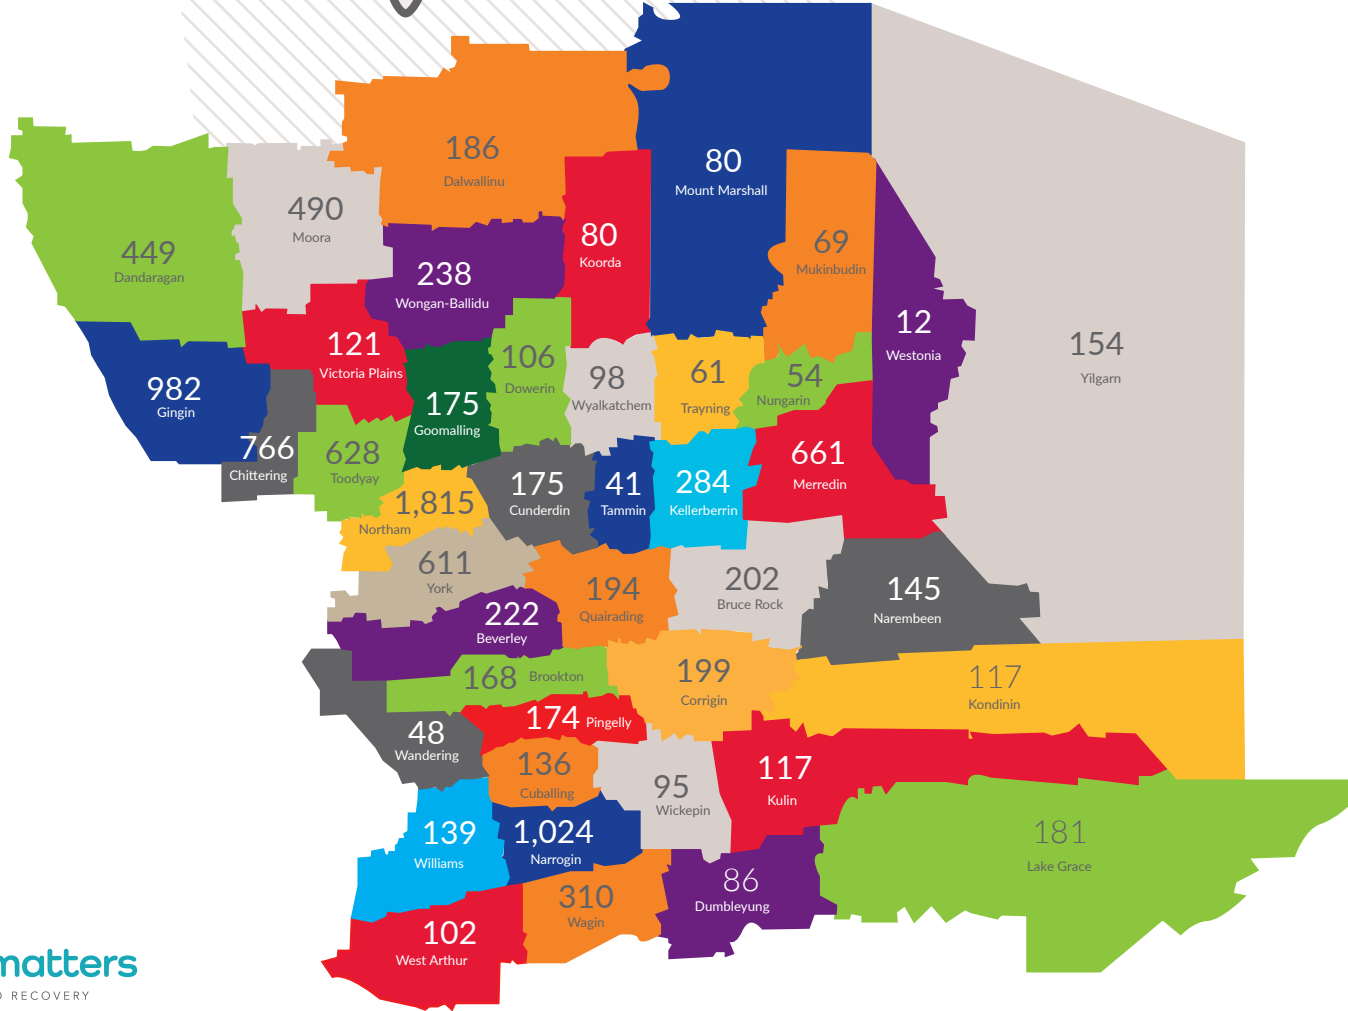 186
Dalwallinu
80
Mount Marshall
490
Moora
449
Dandaragan
80
Koorda
69
Mukinbudin
238
Wongan-Ballidu
12
Westonia
154
Yilgarn
121
Victoria Plains
106
Dowerin
98
Wyalkatchem
61
Trayning
54
Nungarin
982
Gingin
175
Goomalling
766
Chittering
628
Toodyay
661
Merredin
1,815
Northam
175
Cunderdin
41
Tammin
284
Kellerberrin
611
York
194
Quairading
202
Bruce Rock
145
Narembeen
222
Beverley
168 Brookton
199
Corrigin
117
Kondinin
174 Pingelly
48
Wandering
136
Cuballing
95
Wickepin
117
Kulin
139
Williams
1,024
Narrogin
181
Lake Grace
310
Wagin
86
Dumbleyung
102
West Arthur
matters
RECOVERY